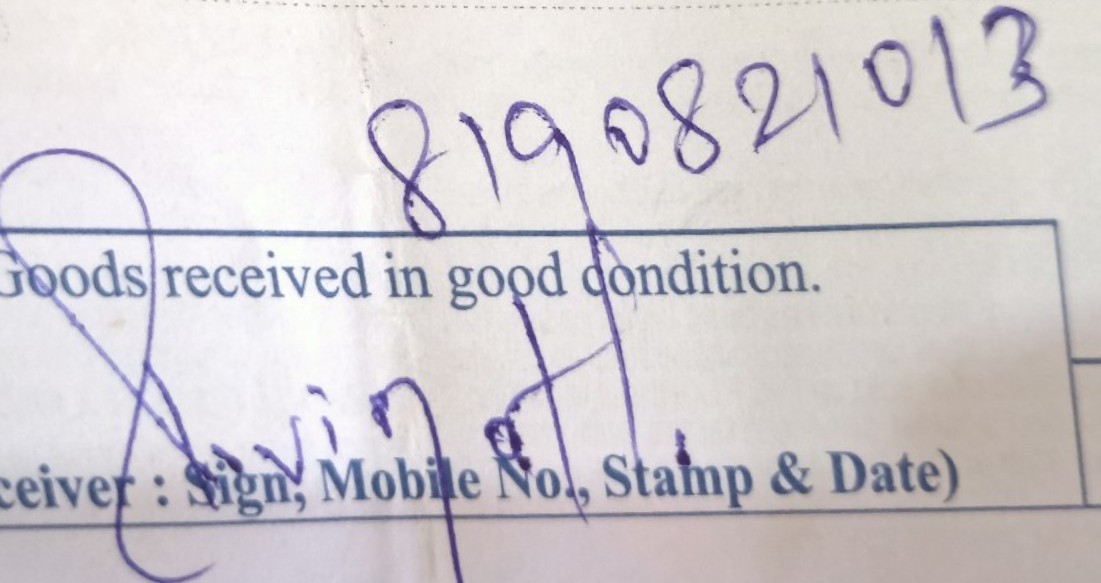 8190821013
Goods received in good condition.
ceiver : Sign, Mobile No., Stamp & Date)